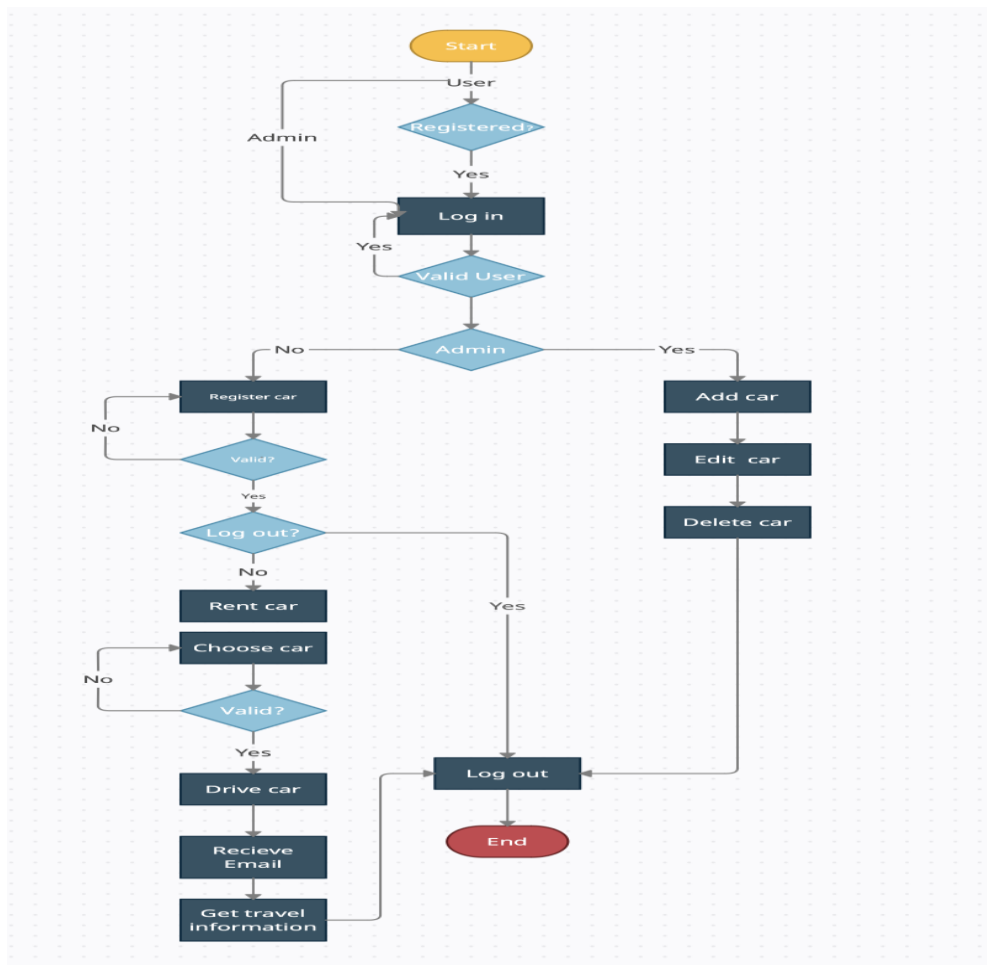 Start
User
Admin
Registered?
Yes
Log in
Yes
Valid User
No
Admin
Yes
Register car
Add car
No
Valid?
Edit car
Yes
Log out?
Delete car
No
Rent car
Yes
Choose car
No
Valid?
Yes
Drive car
Log out
Recieve
Email
End
Get travel
information